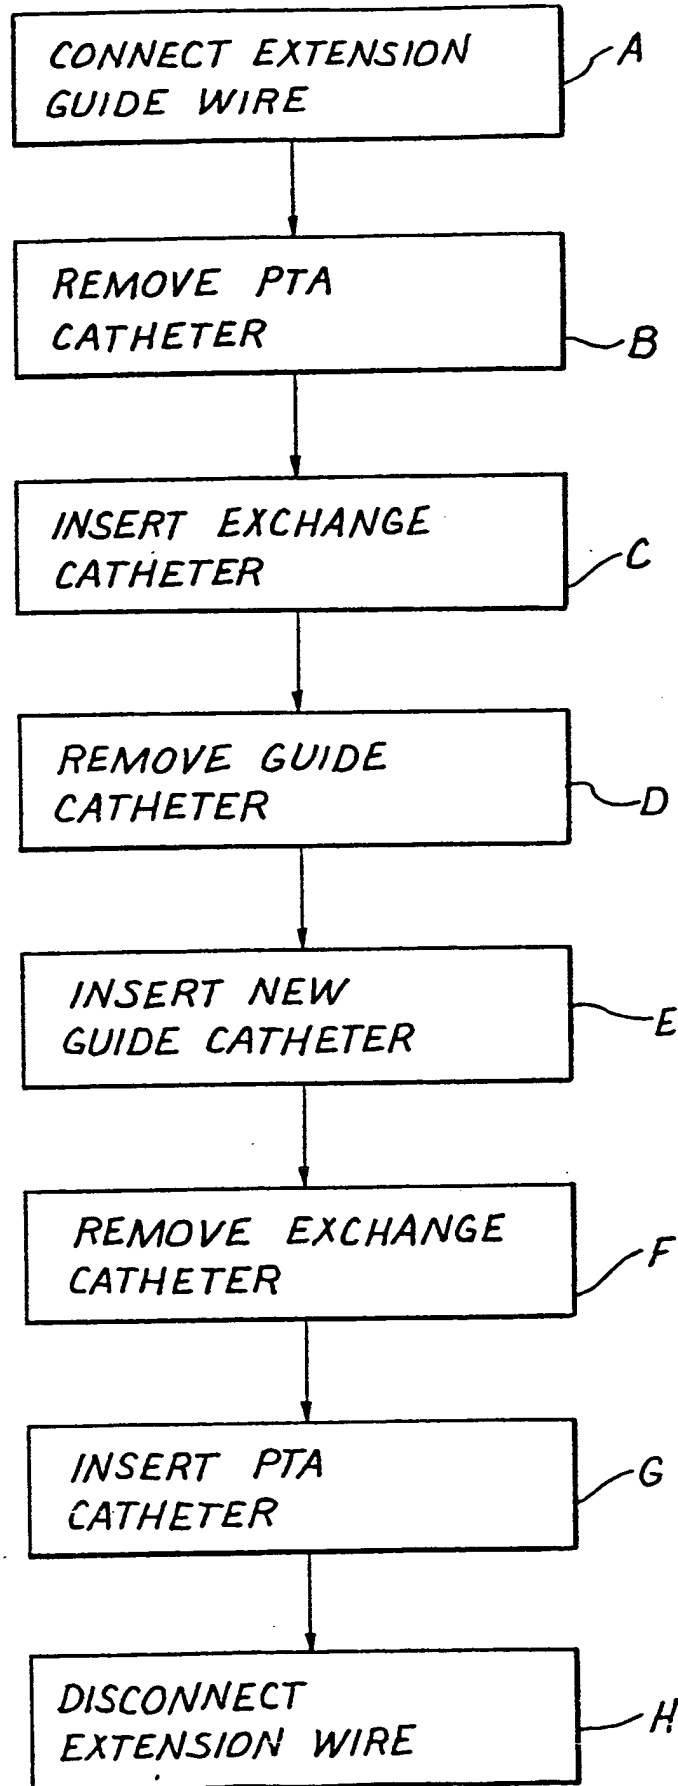 CONNECT EXTENSION
GUIDE WIRE
A
REMOVE PTA
CATHETER
B
INSERT EXCHANGE
CATHETER
C
REMOVE GUIDE
CATHETER
D
INSERT NEW
GUIDE CATHETER
E
REMOVE EXCHANGE
CATHETER
F
INSERT PTA
CATHETER
G
DISCONNECT
EXTENSION WIRE
H